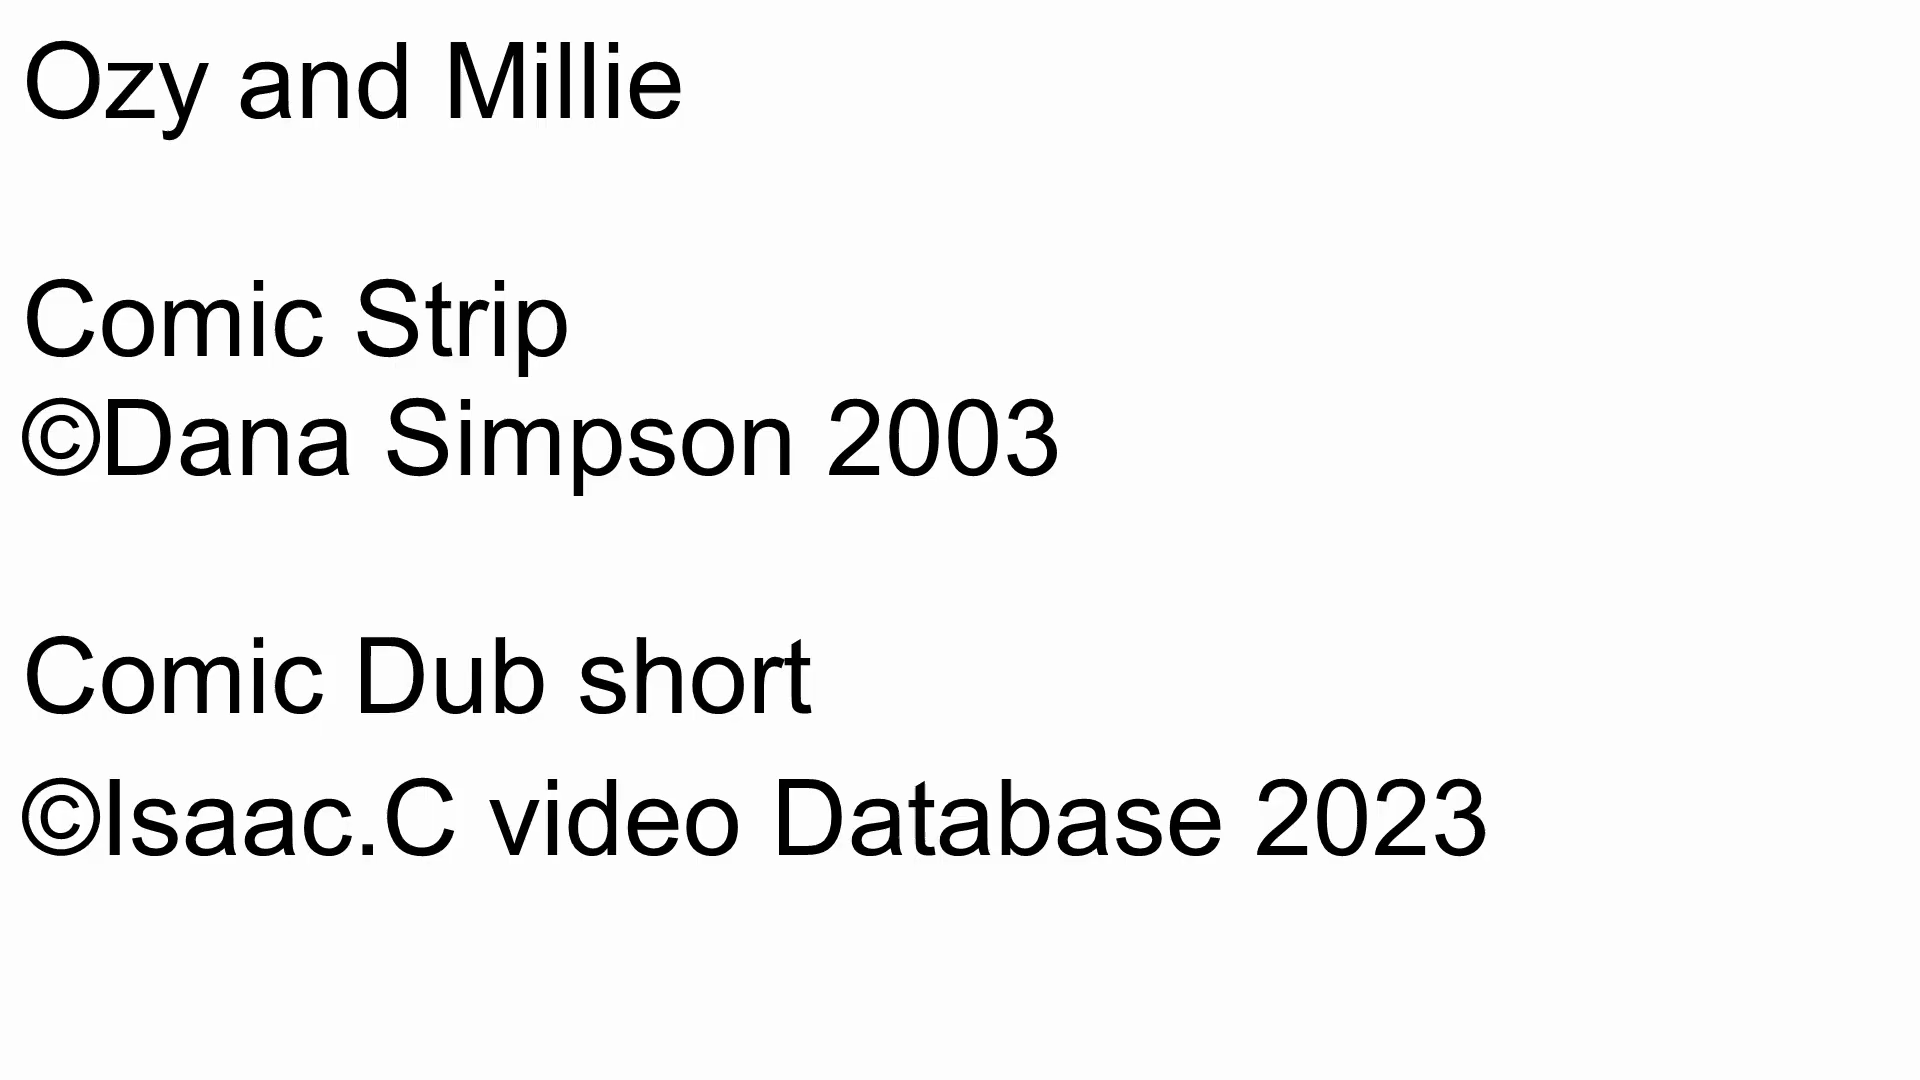 Ozy and Millie
Comic Strip
©Dana Simpson 2003
Comic Dub short
©Isaac.C video Database 2023